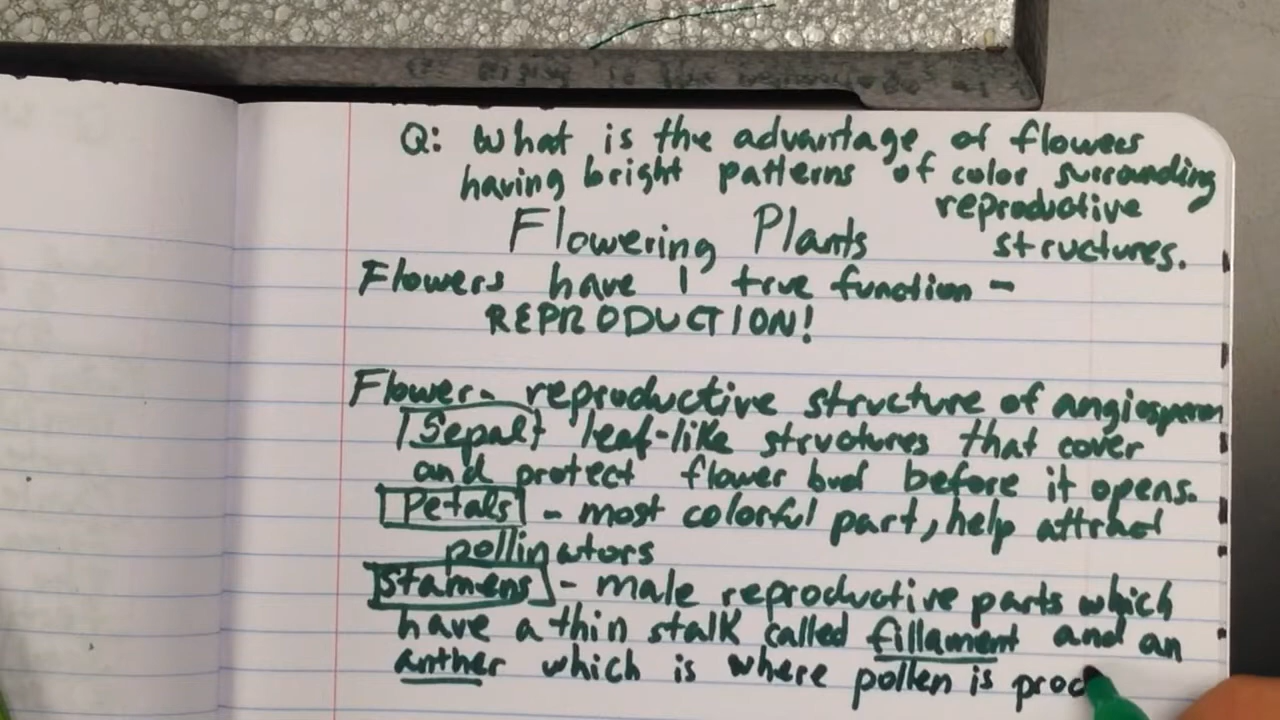 Q: What is the advantage of flowers
having bright patterns of color surrounding
reproductive
structures.
Flowering Plants
Flowers have 1 true function -
REPRODUCTION!
Flower- reproductive structure of angiosperm
Sepal leaf-like structures that cover
and protect flower bud before it opens.
Petals - most colorful part, help attract
pollinators
Stamens - male reproductive parts which
have a thin stalk called fillament and an
anther which is where pollen is prod